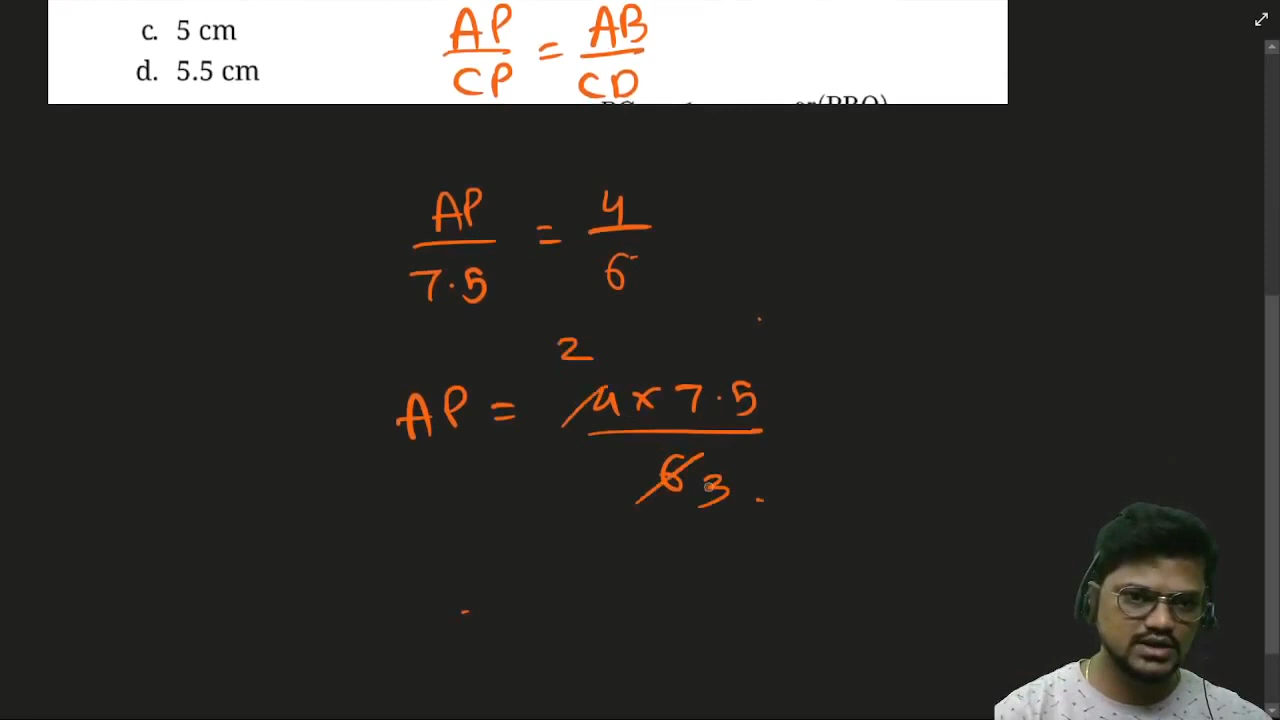 c. 5 cm
d. 5.5 cm
AP/CP = AB/CD
AP/7.5 = 4/6
2
AP = 4 x 7.5
6 3